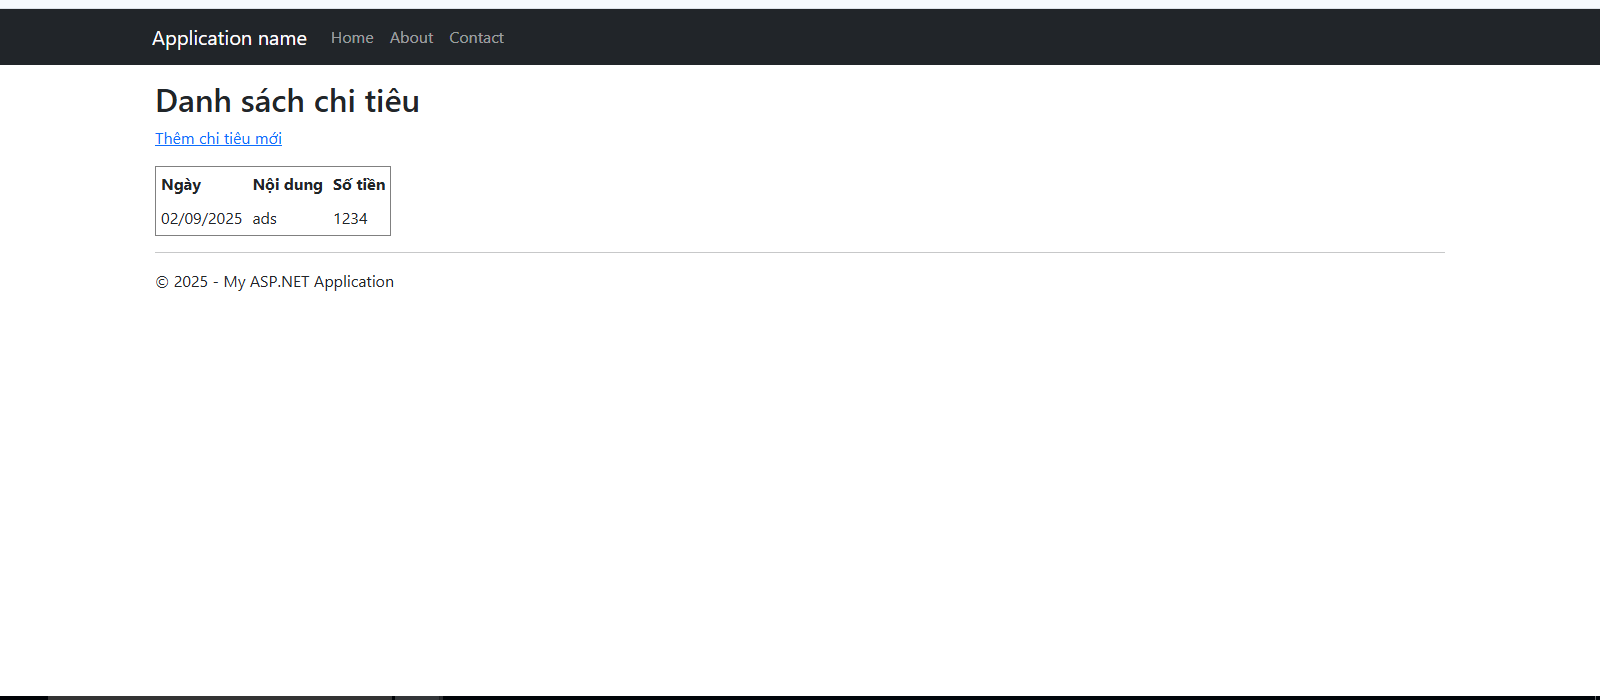 Application name Home About Contact
Danh sách chi tiêu
Thêm chi tiêu mới
Ngày Nội dung Số tiền
02/09/2025 ads 1234
© 2025 - My ASP.NET Application